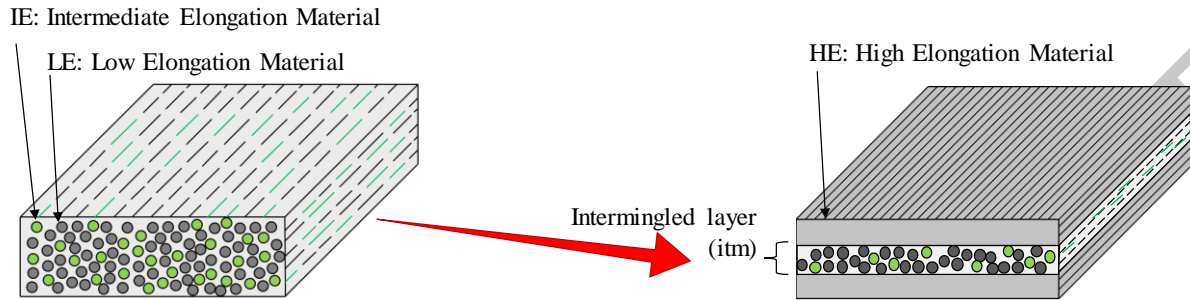 IE: Intermediate Elongation Material
LE: Low Elongation Material
HE: High Elongation Material
Intermingled layer
(itm)